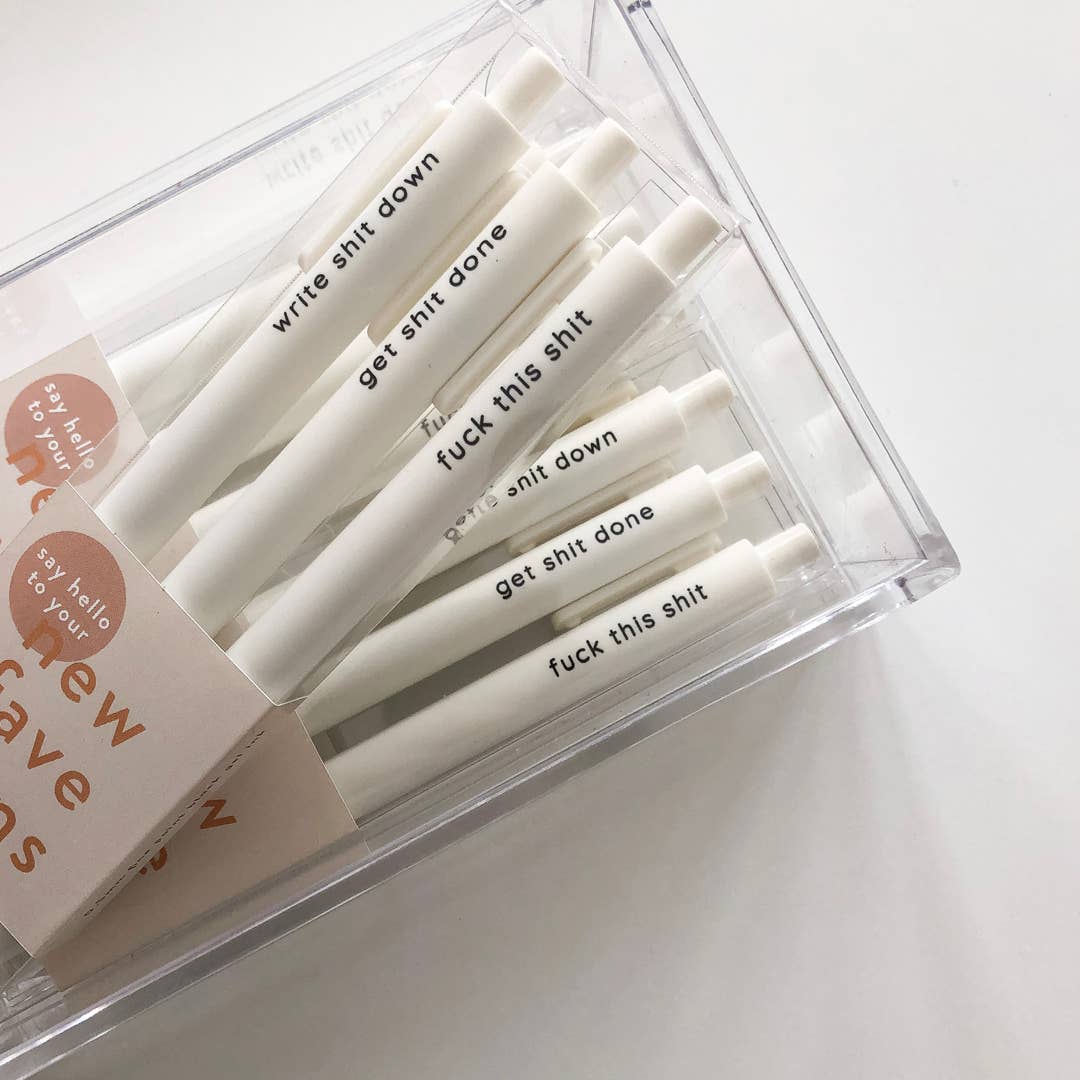 write shit down
get shit done
fuck this shit
shit down
get shit done
fuck this shit
say hello
to your
say hello
to your
new
fave